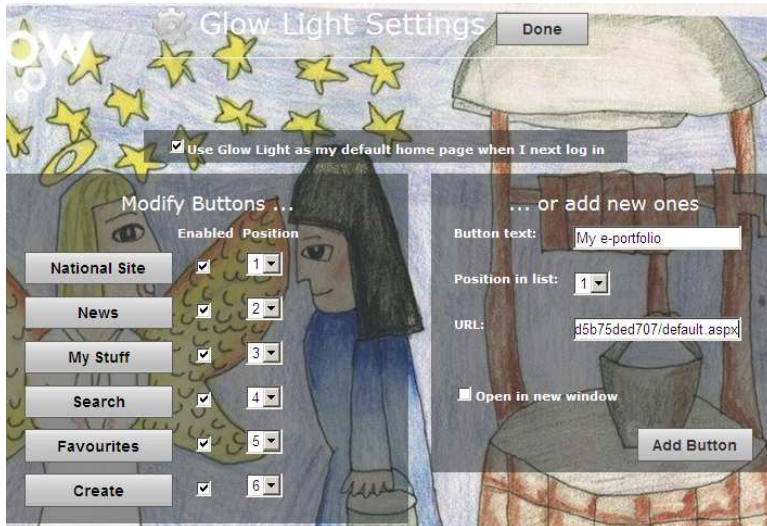 Glow Light Settings
Done
ow
Use Glow Light as my default home page when I next log in
Modify Buttons ...
Enabled Position
National Site 1
News 2
My Stuff 3
Search 4
Favourites 5
Create 6
... or add new ones
Button text: My e-portfolio
Position in list: 1
URL: d5b75ded707/default.aspx
Open in new window
Add Button